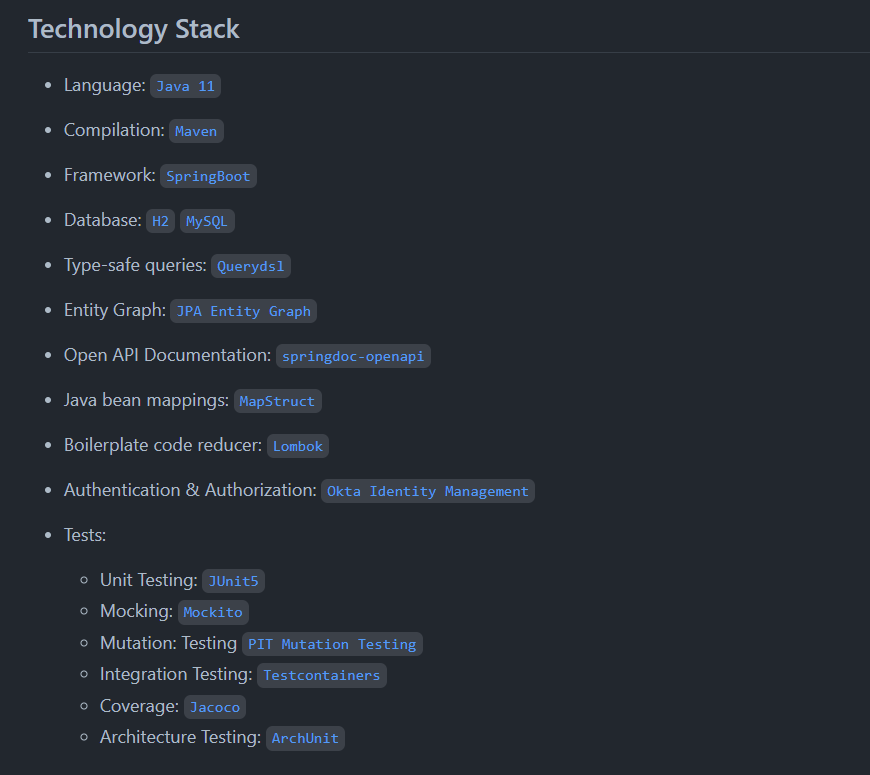 Technology Stack
Language: Java 11
Compilation: Maven
Framework: SpringBoot
Database: H2 MySQL
Type-safe queries: Querydsl
Entity Graph: JPA Entity Graph
Open API Documentation: springdoc-openapi
Java bean mappings: MapStruct
Boilerplate code reducer: Lombok
Authentication & Authorization: Okta Identity Management
Tests:
Unit Testing: JUnit5
Mocking: Mockito
Mutation: Testing PIT Mutation Testing
Integration Testing: Testcontainers
Coverage: Jacoco
Architecture Testing: ArchUnit